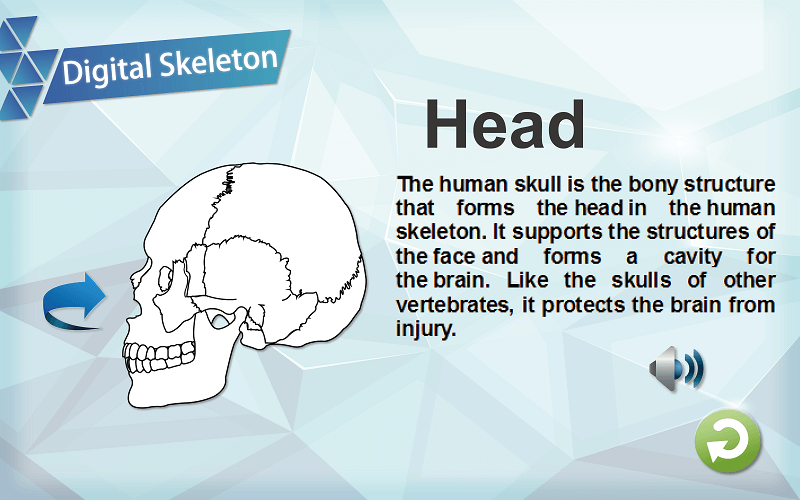 Digital Skeleton
Head
The human skull is the bony structure
that forms the head in the human
skeleton. It supports the structures of
the face and forms a cavity for
the brain. Like the skulls of other
vertebrates, it protects the brain from
injury.